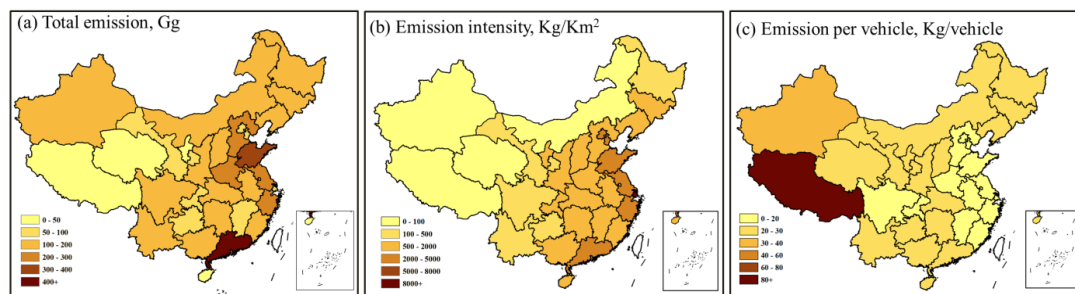 (a) Total emission, Gg
0 - 50
50 - 100
100 - 200
200 - 300
300 - 400
400+
(b) Emission intensity, Kg/Km²
0 - 100
100 - 500
500 - 2000
2000 - 5000
5000 - 8000
8000+
(c) Emission per vehicle, Kg/vehicle
0 - 20
20 - 30
30 - 40
40 - 60
60 - 80
80+